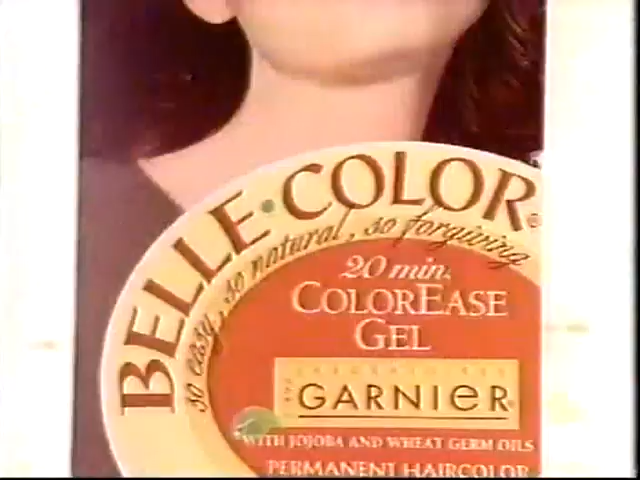 BELLE·COLOR®
so easy, so natural, so forgiving
20 min.
COLOREASE
GEL
GARNIER®
WITH JOJOBA AND WHEAT GERM OILS
PERMANENT HAIRCOLOR